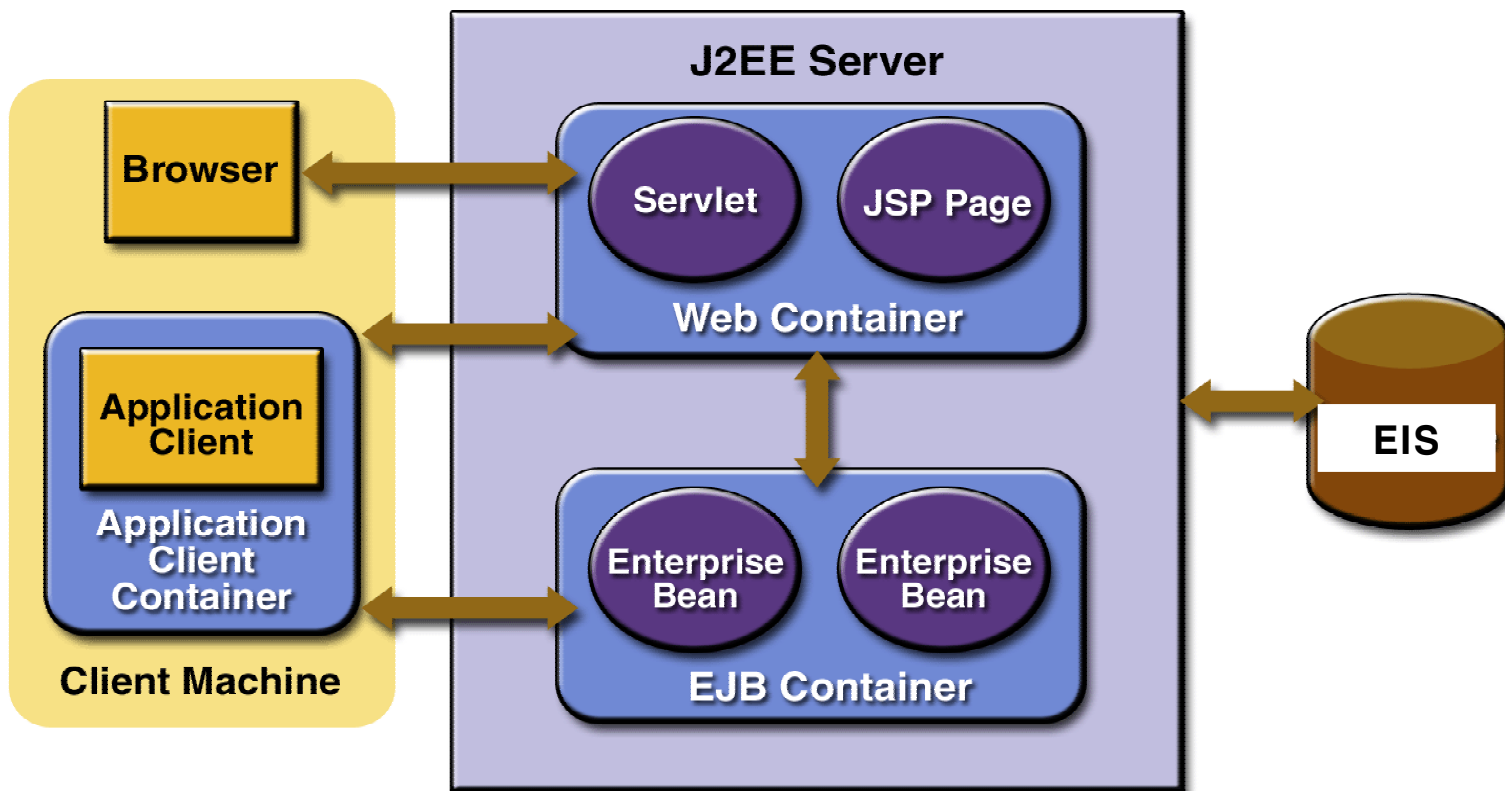 J2EE Server
Browser
Servlet
JSP Page
Web Container
Application
Client
Application
Client
Container
Client Machine
Enterprise
Bean
Enterprise
Bean
EJB Container
EIS